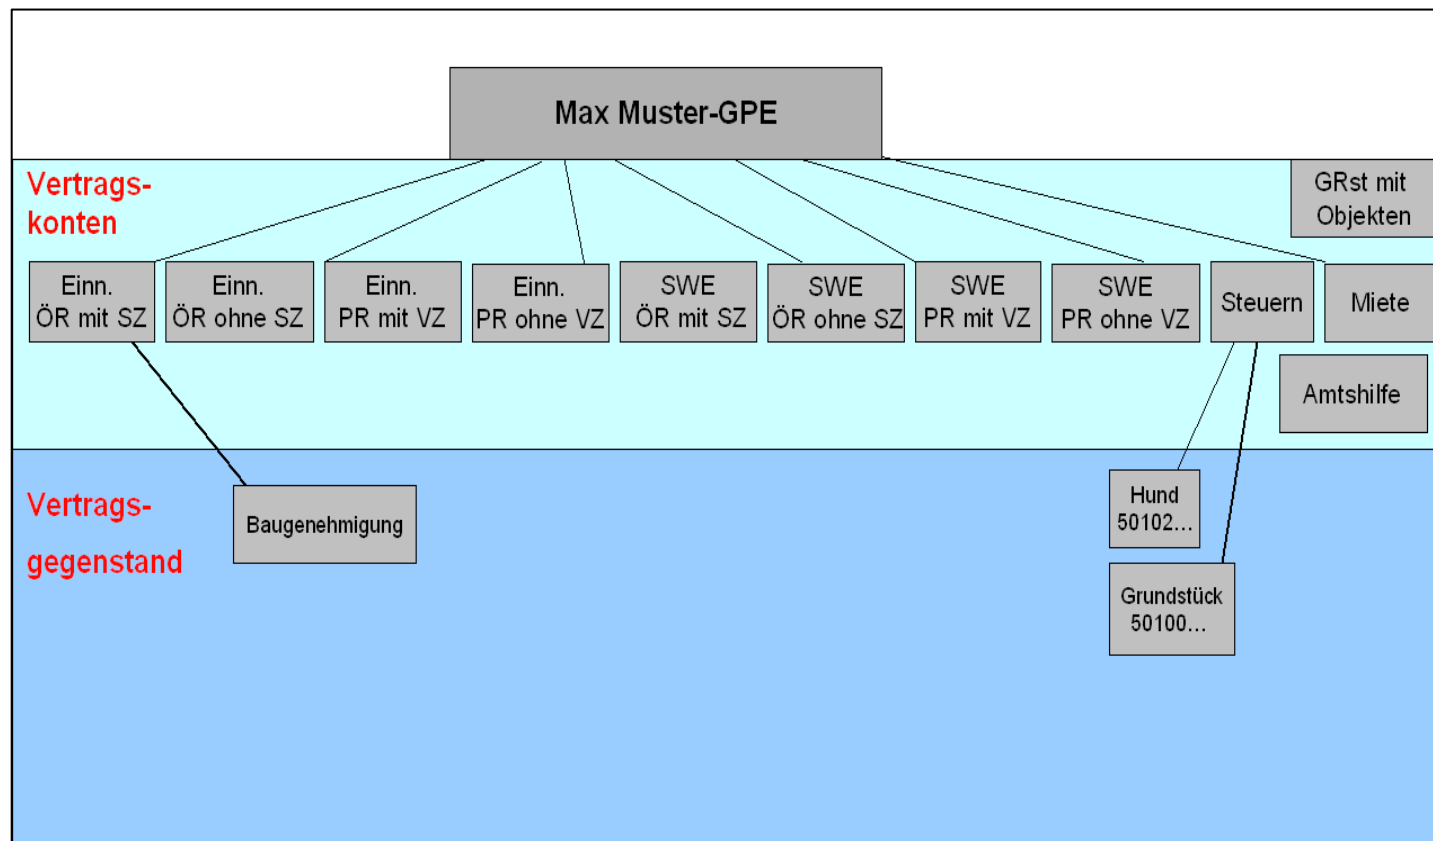 Max Muster-GPE
Vertrags-
konten
GRst mit
Objekten
Einn.
ÖR mit SZ
Einn.
ÖR ohne SZ
Einn.
PR mit VZ
Einn.
PR ohne VZ
SWE
ÖR mit SZ
SWE
ÖR ohne SZ
SWE
PR mit VZ
SWE
PR ohne VZ
Steuern
Miete
Amtshilfe
Vertrags-
gegenstand
Baugenehmigung
Hund
50102...
Grundstück
50100...